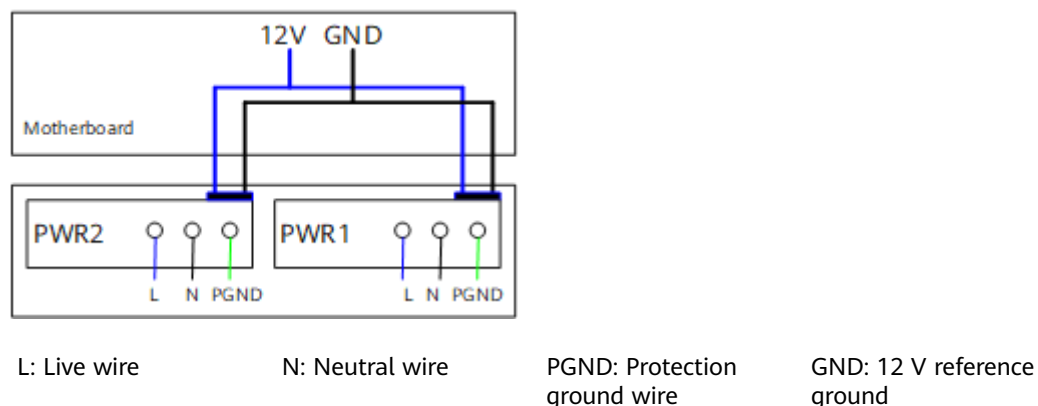 12V GND
Motherboard
PWR2
PWR1
L N PGND
L N PGND
L: Live wire
N: Neutral wire
PGND: Protection
ground wire
GND: 12 V reference
ground